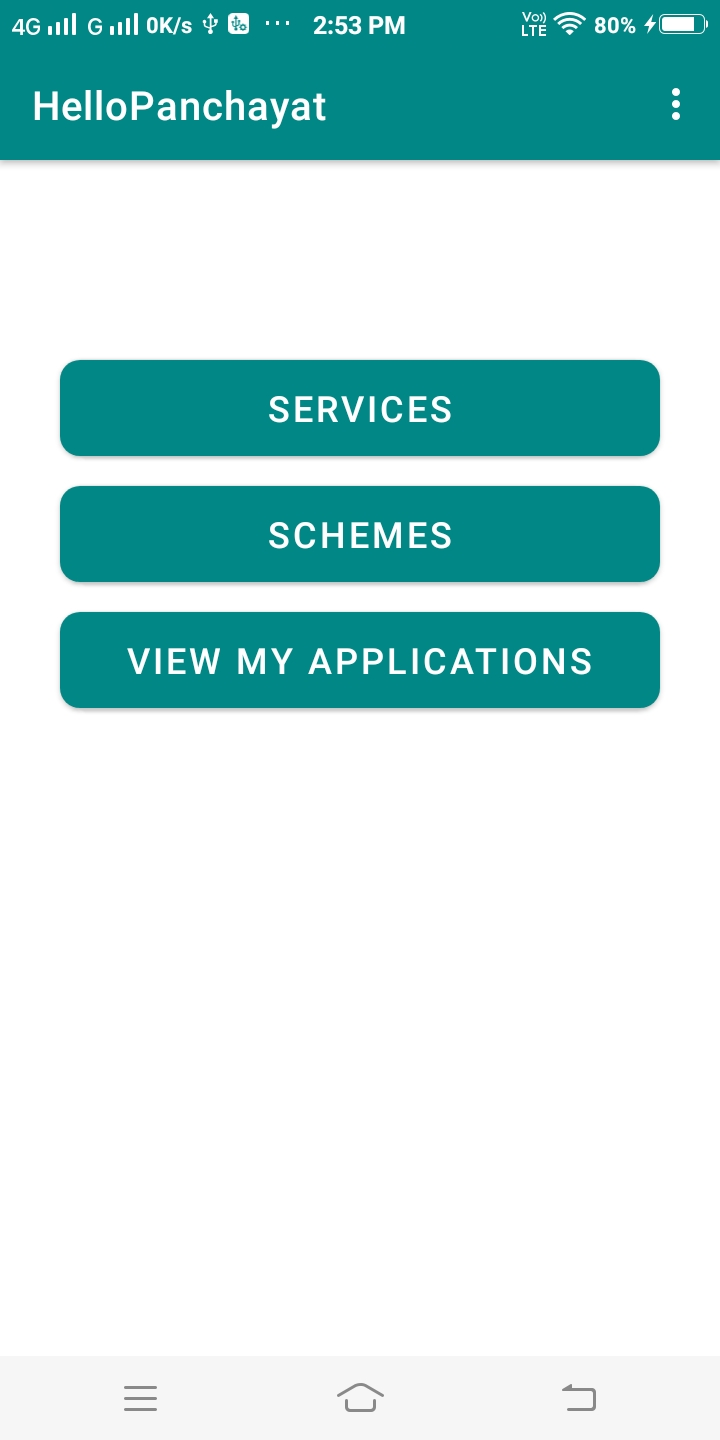 4G G 0K/s ... 2:53 PM Vo)) LTE 80%
HelloPanchayat
SERVICES
SCHEMES
VIEW MY APPLICATIONS